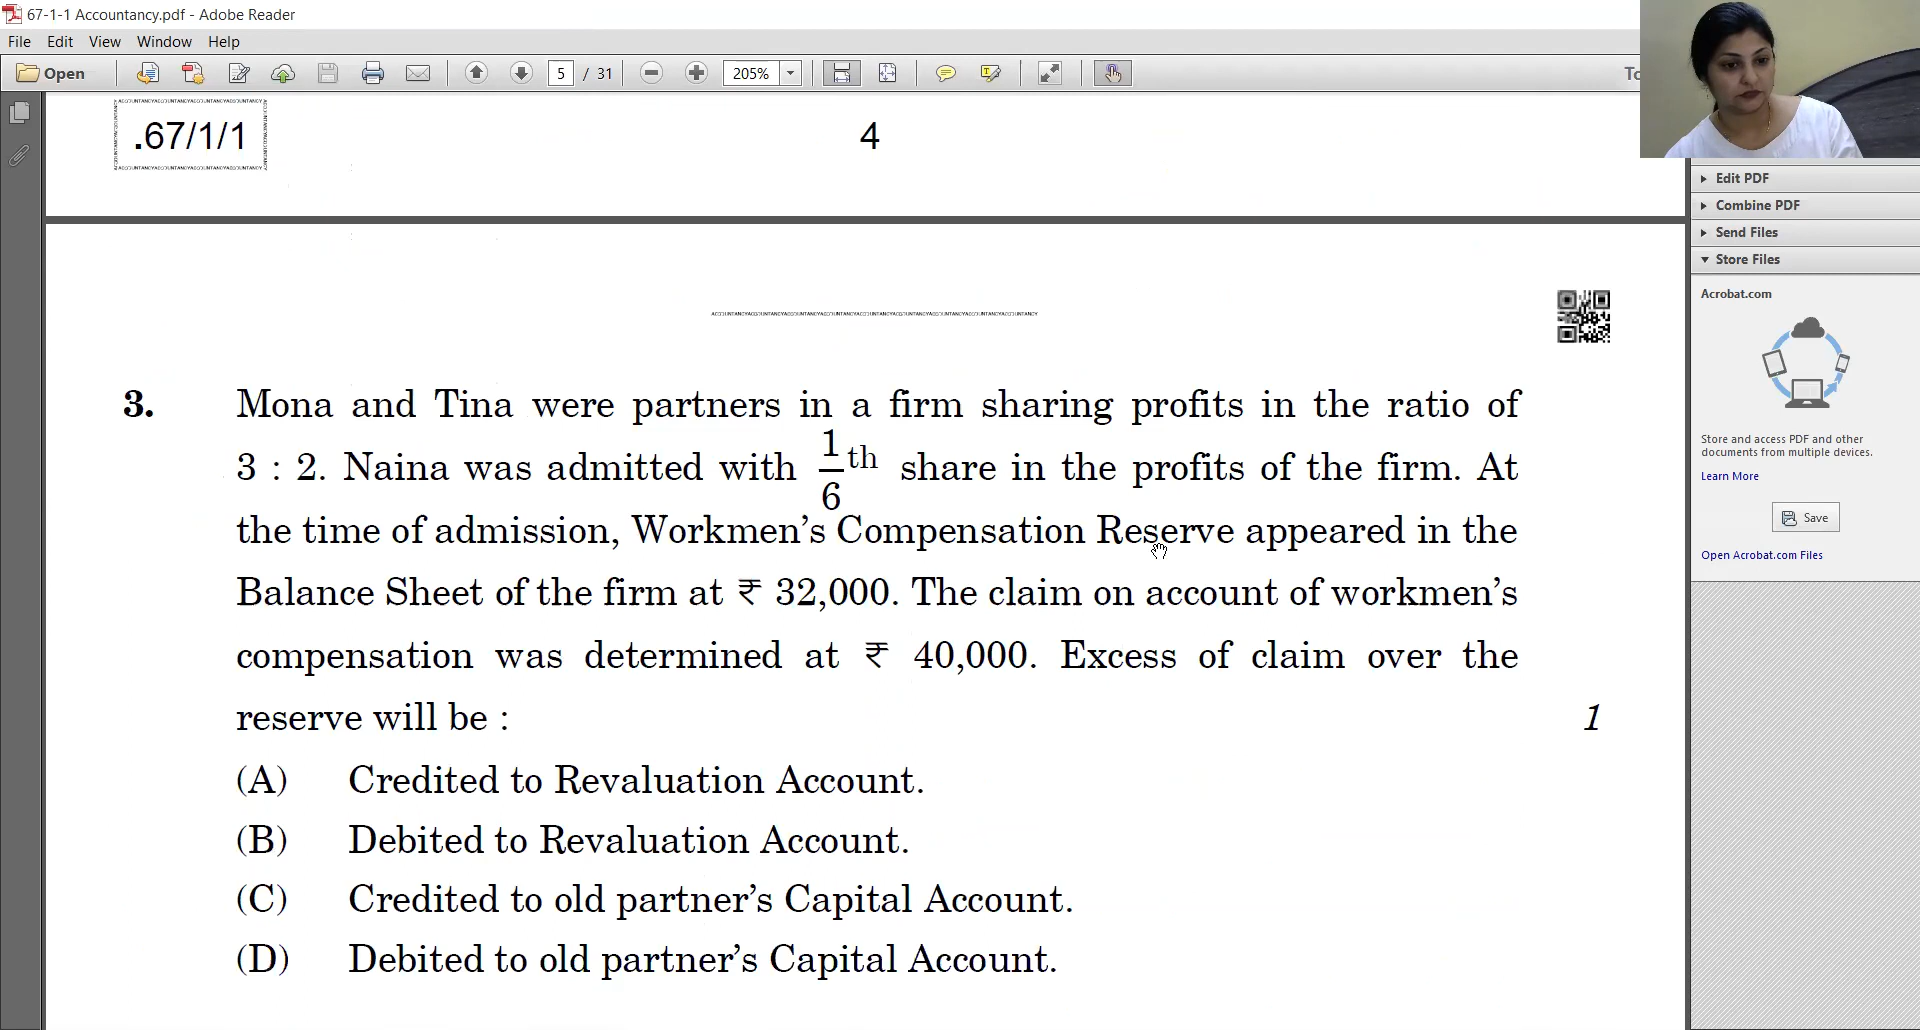 67-1-1 Accountancy.pdf - Adobe Reader
File Edit View Window Help
Open 5 / 31 205%
.67/1/1
4
Edit PDF
Combine PDF
Send Files
Store Files
Acrobat.com
Store and access PDF and other
documents from multiple devices.
Learn More
Save
Open Acrobat.com Files
3. Mona and Tina were partners in a firm sharing profits in the ratio of
3 : 2. Naina was admitted with 1/6 th share in the profits of the firm. At
the time of admission, Workmen’s Compensation Reserve appeared in the
Balance Sheet of the firm at ₹ 32,000. The claim on account of workmen’s
compensation was determined at ₹ 40,000. Excess of claim over the
reserve will be : 1
(A) Credited to Revaluation Account.
(B) Debited to Revaluation Account.
(C) Credited to old partner’s Capital Account.
(D) Debited to old partner’s Capital Account.